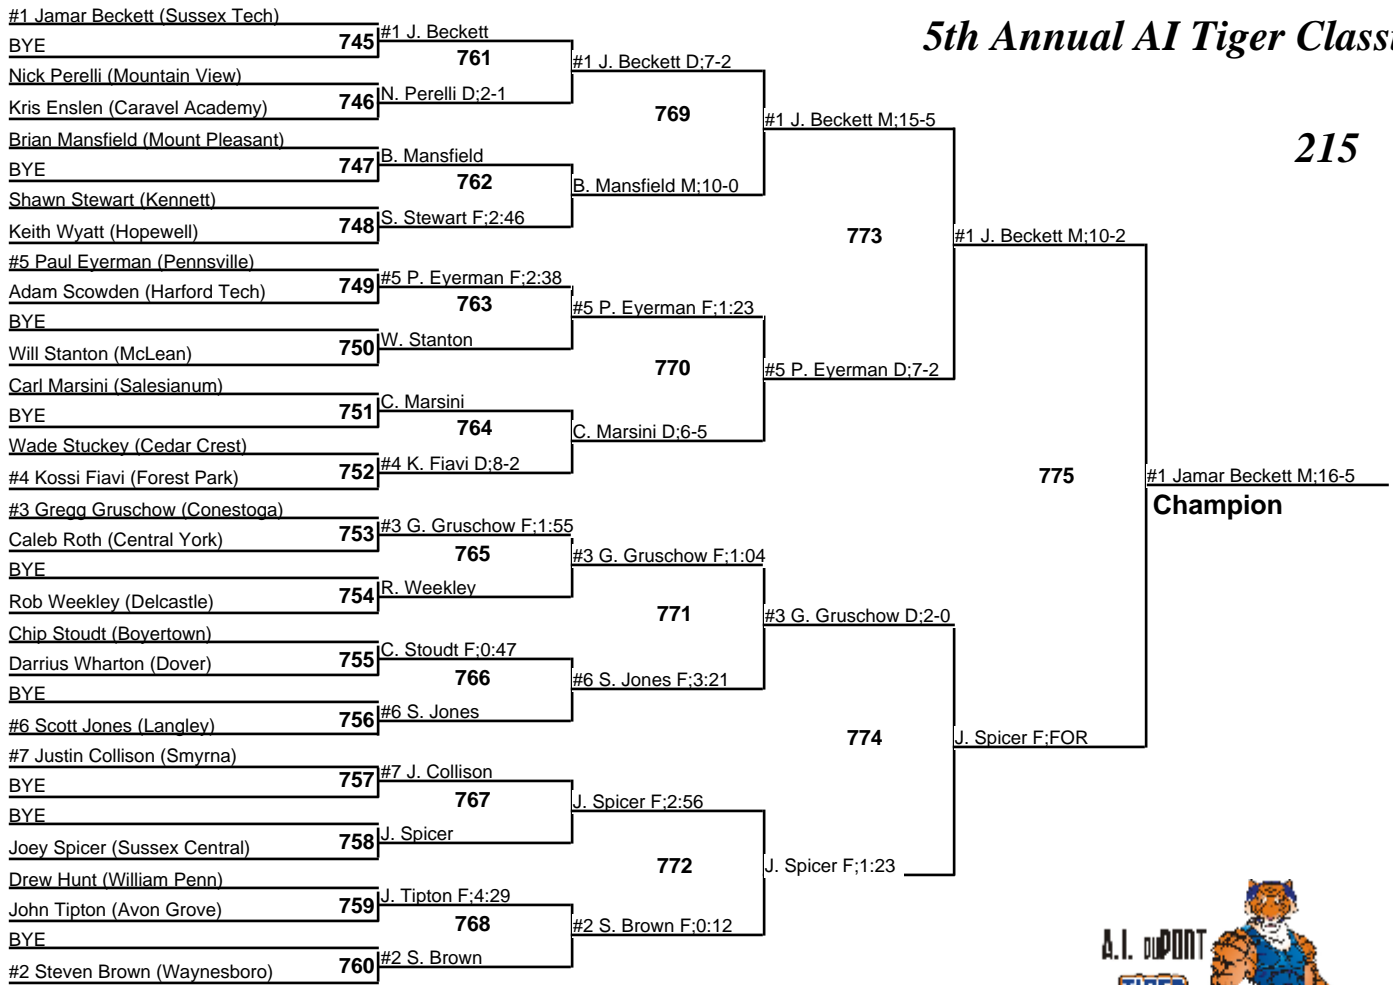 5th Annual AI Tiger Class
215
#1 Jamar Beckett (Sussex Tech)
BYE
745
Nick Perelli (Mountain View)
Kris Enslen (Caravel Academy)
746
Brian Mansfield (Mount Pleasant)
BYE
747
Shawn Stewart (Kennett)
Keith Wyatt (Hopewell)
748
#5 Paul Eyerman (Pennsville)
Adam Scowden (Harford Tech)
749
BYE
Will Stanton (McLean)
750
Carl Marsini (Salesianum)
BYE
751
Wade Stuckey (Cedar Crest)
#4 Kossi Fiavi (Forest Park)
752
#3 Gregg Gruschow (Conestoga)
Caleb Roth (Central York)
753
BYE
Rob Weekley (Delcastle)
754
Chip Stoudt (Boyertown)
Darrius Wharton (Dover)
755
BYE
#6 Scott Jones (Langley)
756
#7 Justin Collison (Smyrna)
BYE
757
BYE
Joey Spicer (Sussex Central)
758
Drew Hunt (William Penn)
John Tipton (Avon Grove)
759
BYE
#2 Steven Brown (Waynesboro)
760
#1 J. Beckett
761
N. Perelli D;2-1
B. Mansfield
762
S. Stewart F;2:46
#5 P. Eyerman F;2:38
763
W. Stanton
C. Marsini
764
#4 K. Fiavi D;8-2
#3 G. Gruschow F;1:55
765
R. Weekley
C. Stoudt F;0:47
766
#6 S. Jones
#7 J. Collison
767
J. Spicer
J. Tipton F;4:29
768
#2 S. Brown
#1 J. Beckett D;7-2
769
B. Mansfield M;10-0
#5 P. Eyerman F;1:23
770
C. Marsini D;6-5
#3 G. Gruschow F;1:04
771
#6 S. Jones F;3:21
J. Spicer F;2:56
772
#2 S. Brown F;0:12
#1 J. Beckett M;15-5
773
#5 P. Eyerman D;7-2
#3 G. Gruschow D;2-0
774
J. Spicer F;1:23
#1 J. Beckett M;10-2
775
J. Spicer F;FOR
#1 Jamar Beckett M;16-5
Champion
A.I. duPONT
TIGER